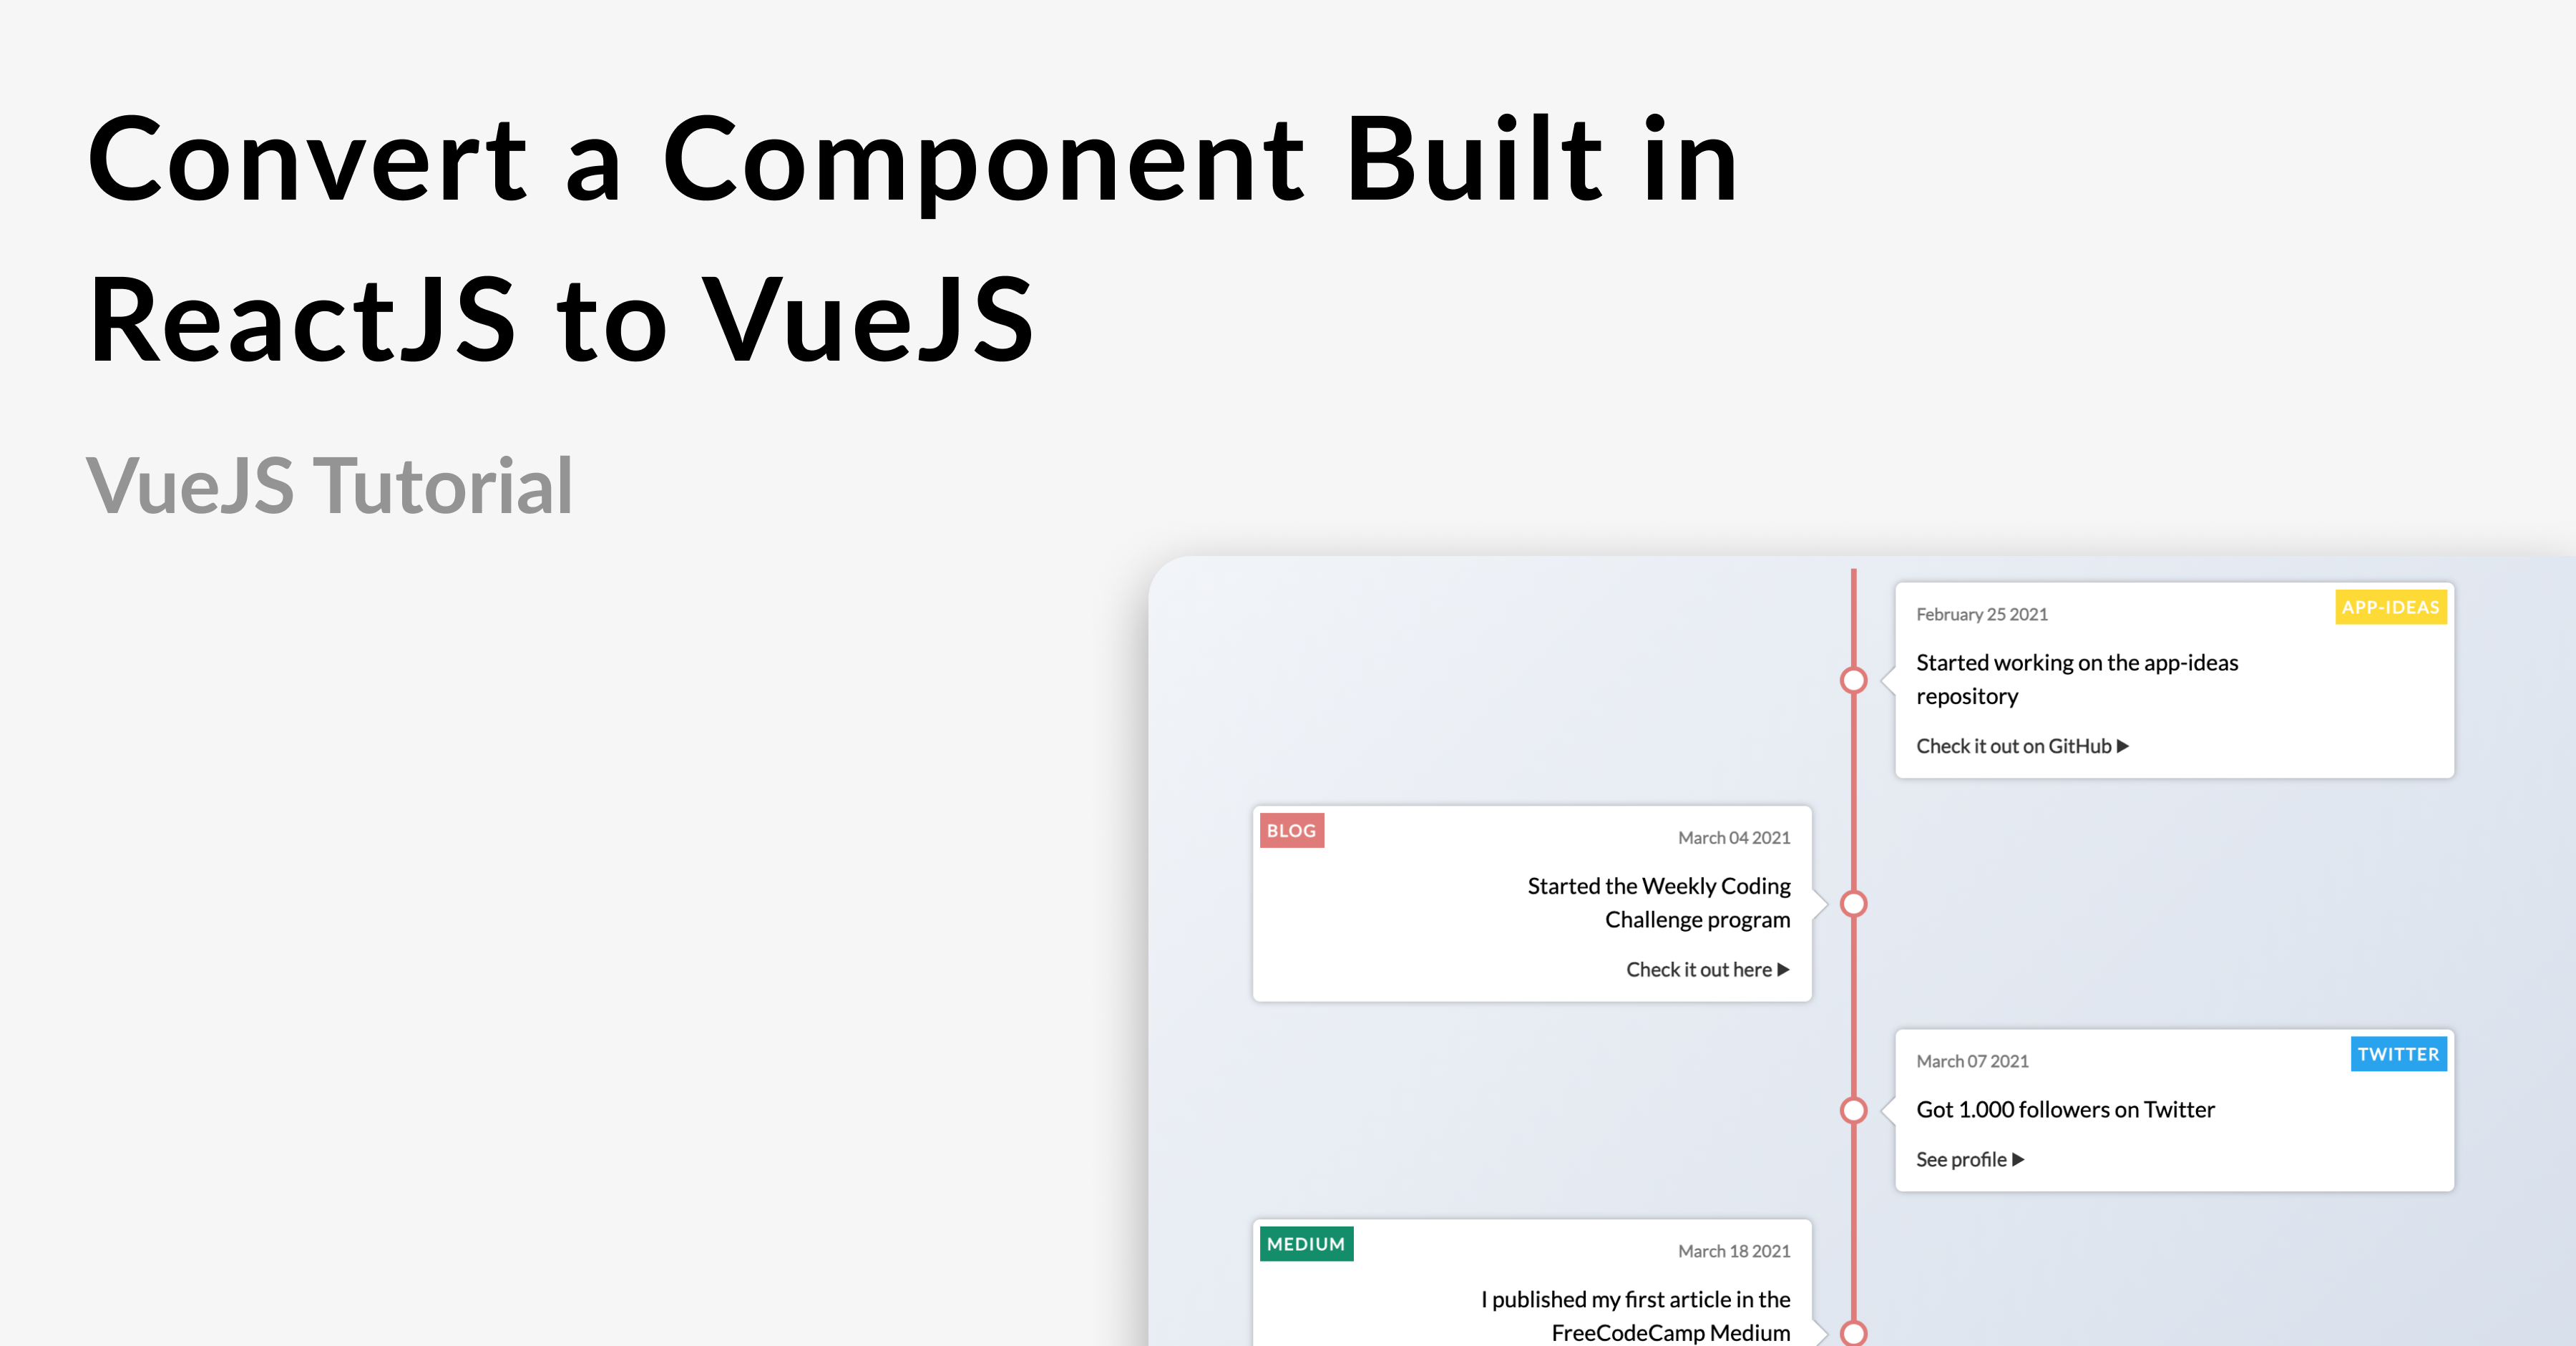 Convert a Component Built in
ReactJS to VueJS
VueJS Tutorial
February 25 2021
APP-IDEAS
Started working on the app-ideas
repository
Check it out on GitHub ▶
BLOG
March 04 2021
Started the Weekly Coding
Challenge program
Check it out here ▶
March 07 2021
TWITTER
Got 1.000 followers on Twitter
See profile ▶
MEDIUM
March 18 2021
I published my first article in the
FreeCodeCamp Medium